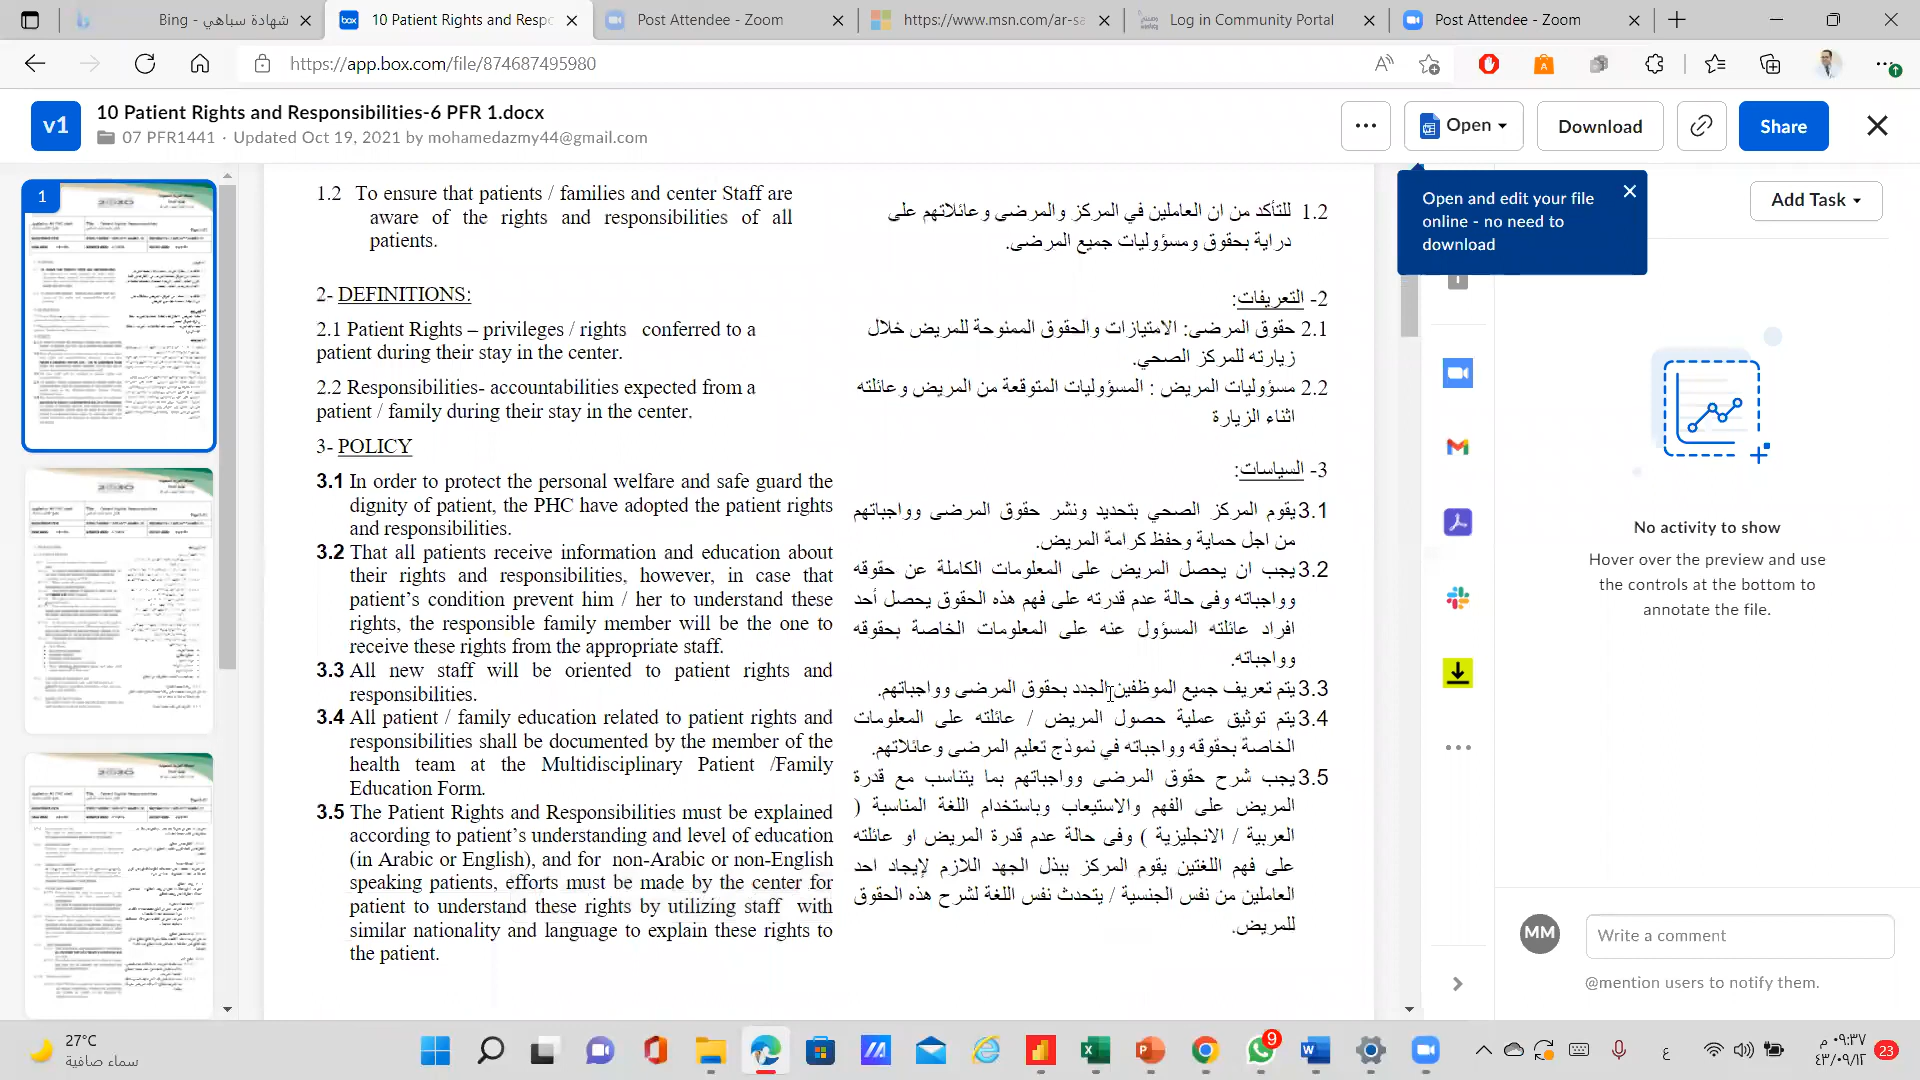 شهادة سباهي - Bing
10 Patient Rights and Respo
Post Attendee - Zoom
https://www.msn.com/ar-sa
Log in Community Portal
Post Attendee - Zoom
https://app.box.com/file/874687495980
v1
10 Patient Rights and Responsibilities-6 PFR 1.docx
07 PFR1441 · Updated Oct 19, 2021 by mohamedazmy44@gmail.com
Open
Download
Share
1
1.2 To ensure that patients / families and center Staff are
aware of the rights and responsibilities of all
patients.
2- DEFINITIONS:
2.1 Patient Rights – privileges / rights conferred to a
patient during their stay in the center.
2.2 Responsibilities- accountabilities expected from a
patient / family during their stay in the center.
3- POLICY
3.1 In order to protect the personal welfare and safe guard the
dignity of patient, the PHC have adopted the patient rights
and responsibilities.
3.2 That all patients receive information and education about
their rights and responsibilities, however, in case that
patient’s condition prevent him / her to understand these
rights, the responsible family member will be the one to
receive these rights from the appropriate staff.
3.3 All new staff will be oriented to patient rights and
responsibilities.
3.4 All patient / family education related to patient rights and
responsibilities shall be documented by the member of the
health team at the Multidisciplinary Patient /Family
Education Form.
3.5 The Patient Rights and Responsibilities must be explained
according to patient’s understanding and level of education
(in Arabic or English), and for non-Arabic or non-English
speaking patients, efforts must be made by the center for
patient to understand these rights by utilizing staff with
similar nationality and language to explain these rights to
the patient.
1.2 للتأكد من ان العاملين في المركز والمرضى وعائلاتهم على
دراية بحقوق ومسؤوليات جميع المرضى.
2- التعريفات:
2.1 حقوق المرضى: الامتيازات والحقوق الممنوحة للمريض خلال
زيارته للمركز الصحي.
2.2 مسؤوليات المريض : المسؤوليات المتوقعة من المريض وعائلته
اثناء الزيارة
3- السياسات:
3.1 يقوم المركز الصحي بتحديد ونشر حقوق المرضى وواجباتهم
من اجل حماية وحفظ كرامة المريض.
3.2 يجب ان يحصل المريض على المعلومات الكاملة عن حقوقه
وواجباته وفى حالة عدم قدرته على فهم هذه الحقوق يحصل أحد
افراد عائلته المسؤول عنه على المعلومات الخاصة بحقوقه
وواجباته.
3.3 يتم تعريف جميع الموظفين الجدد بحقوق المرضى وواجباتهم.
3.4 يتم توثيق عملية حصول المريض / عائلته على المعلومات
الخاصة بحقوقه وواجباته في نموذج تعليم المرضى وعائلاتهم.
3.5 يجب شرح حقوق المرضى وواجباتهم بما يتناسب مع قدرة
المريض على الفهم والاستيعاب وباستخدام اللغة المناسبة (
العربية / الانجليزية ) وفى حالة عدم قدرة المريض او عائلته
على فهم اللغتين يقوم المركز ببذل الجهد اللازم لإيجاد احد
العاملين من نفس الجنسية / يتحدث نفس اللغة لشرح هذه الحقوق
للمريض.
Open and edit your file
online - no need to
download
Add Task
No activity to show
Hover over the preview and use
the controls at the bottom to
annotate the file.
MM
Write a comment
@mention users to notify them.
27°C
سماء صافية
9
ع
٠٩:٣٧ م
٤٣/٠٩/١٢
23